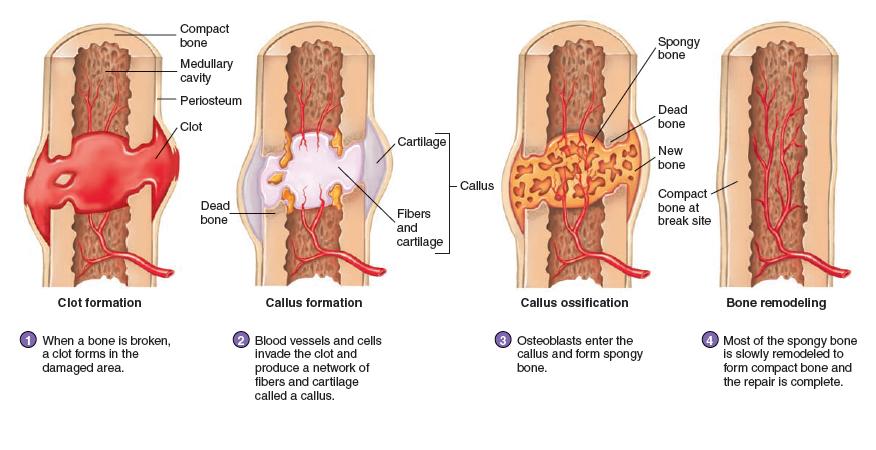 Compact
bone
Medullary
cavity
Periosteum
Clot
Cartilage
Callus
Dead
bone
Fibers
and
cartilage
Spongy
bone
Dead
bone
New
bone
Compact
bone at
break site
Clot formation
Callus formation
Callus ossification
Bone remodeling
1 When a bone is broken,
a clot forms in the
damaged area.
2 Blood vessels and cells
invade the clot and
produce a network of
fibers and cartilage
called a callus.
3 Osteoblasts enter the
callus and form spongy
bone.
4 Most of the spongy bone
is slowly remodeled to
form compact bone and
the repair is complete.